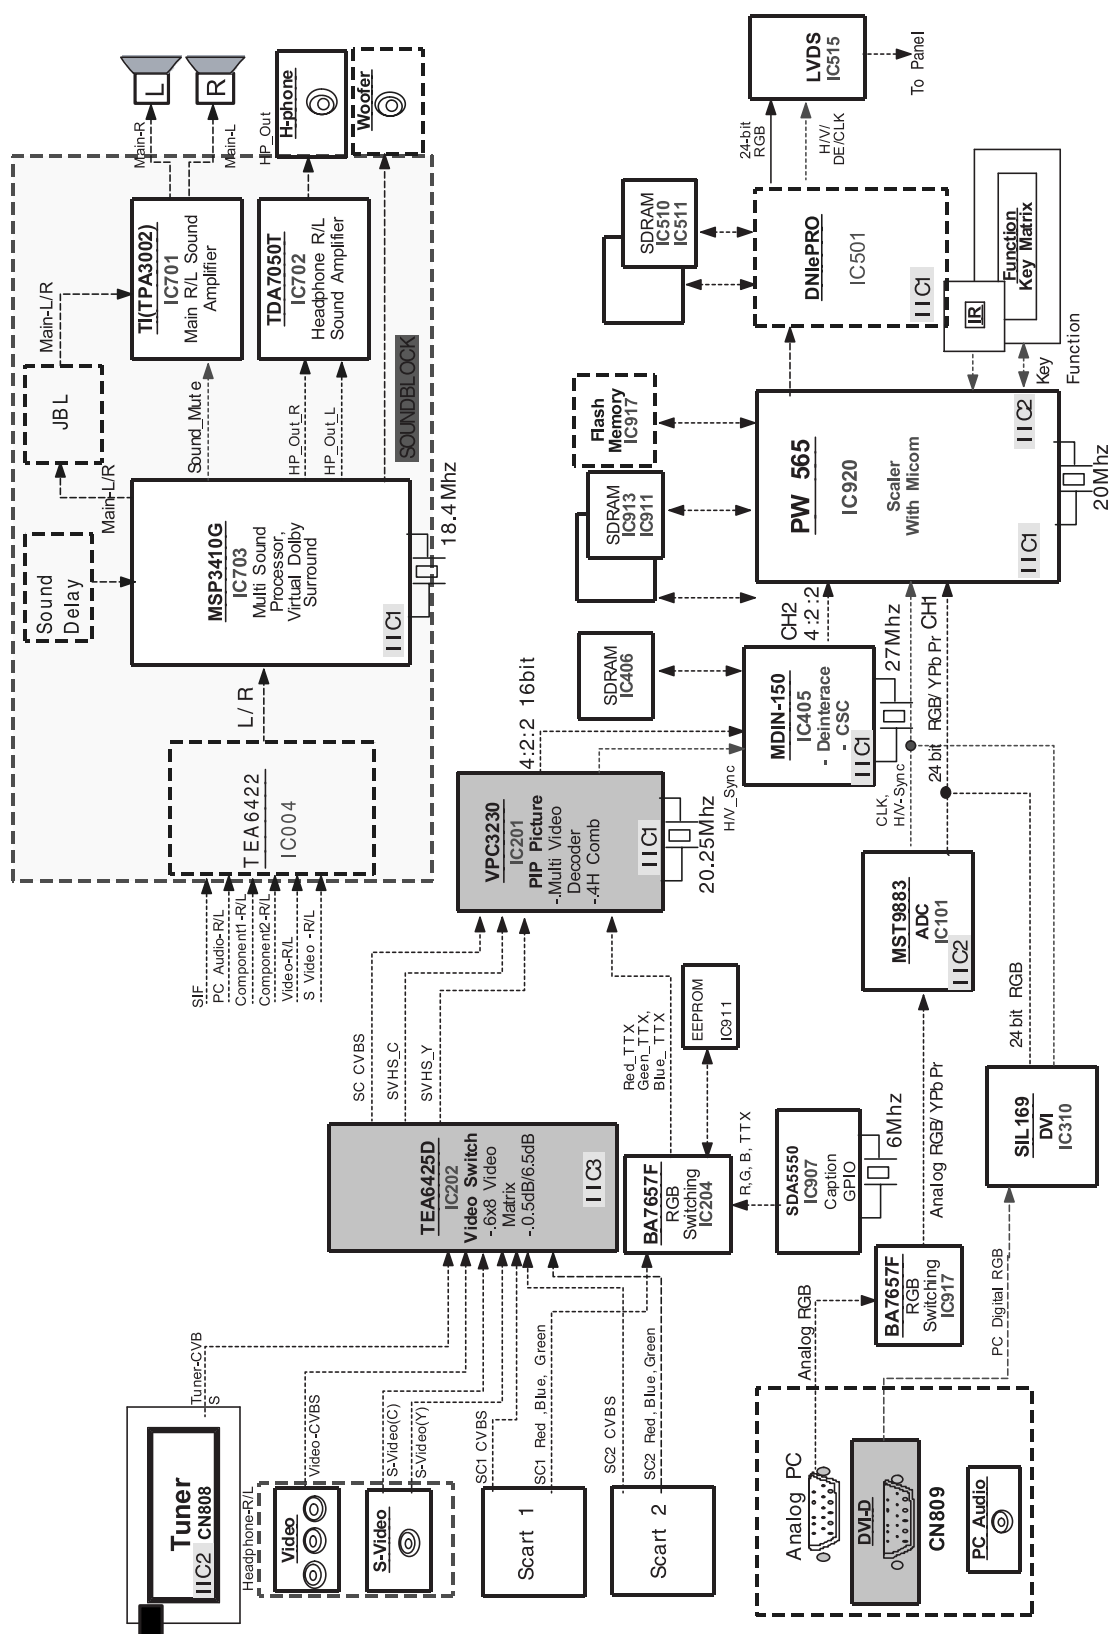 Tuner
CN808
IIC2
Tuner-CVB
S
Headphone-R/L
Video
Video-CVBS
S-Video
S-Video(C)
S-Video(Y)
Scart 1
SC1 CVBS
SC1 Red ,Blue, Green
Scart 2
SC2 CVBS
SC2 Red, Blue, Green
Analog PC
DVI-D
CN809
PC Audio
Analog RGB
PC Digital RGB
TEA6425D
IC202
Video Switch
-.6x8 Video
Matrix
-.0.5dB/6.5dB
IIC3
BA7657F
RGB
Switching
IC204
R, G, B, TTX
SDA5550
IC907
Caption
GPIO
6Mhz
BA7657F
RGB
Switching
IC917
Analog RGB/ YPb Pr
SIL169
DVI
IC310
24 bit RGB
EEPROM
IC911
Red_TTX
Geen_TTX,
Blue_TTX
SC CVBS
SVHS_C
SVHS_Y
SIF
PC Audio-R/L
Component1-R/L
Component2-R/L
Video-R/L
S Video -R/L
TEA6422
IC004
L/ R
VPC3230
IC201
PIP Picture
-.Multi Video
Decoder
-.4H Comb
IIC1
20.25Mhz
4:2:2 16bit
H/V_Sync
MST9883
ADC
IC101
IIC2
CLK,
H/V-Sync
24 bit RGB/ YPb Pr CH1
MDIN-150
IC405
- Deinterace
- CSC
IIC1
27Mhz
SDRAM
IC406
CH2
4:2:2
Sound
Delay
MSP3410G
IC703
Multi Sound
Processor,
Virtual Dolby
Surround
IIC1
18.4Mhz
Main-L/R
JBL
Main-L/R
Sound_Mute
HP_Out_R
HP_Out_L
SOUNDBLOCK
TI(TPA3002)
IC701
Main R/L Sound
Amplifier
TDA7050T
IC702
Headphone R/L
Sound Amplifier
Main-R
Main-L
HP_Out
L
R
H-phone
Woofer
SDRAM
IC913
IC911
Flash
Memory
IC917
PW 565
IC920
Scaler
With Micom
IIC1
IIC2
20Mhz
SDRAM
IC510
IC511
DNIePRO
IC501
IIC1
IR
Function
Key Matrix
Key
Function
24-bit
RGB
H/V/
DE/CLK
LVDS
IC515
To Panel